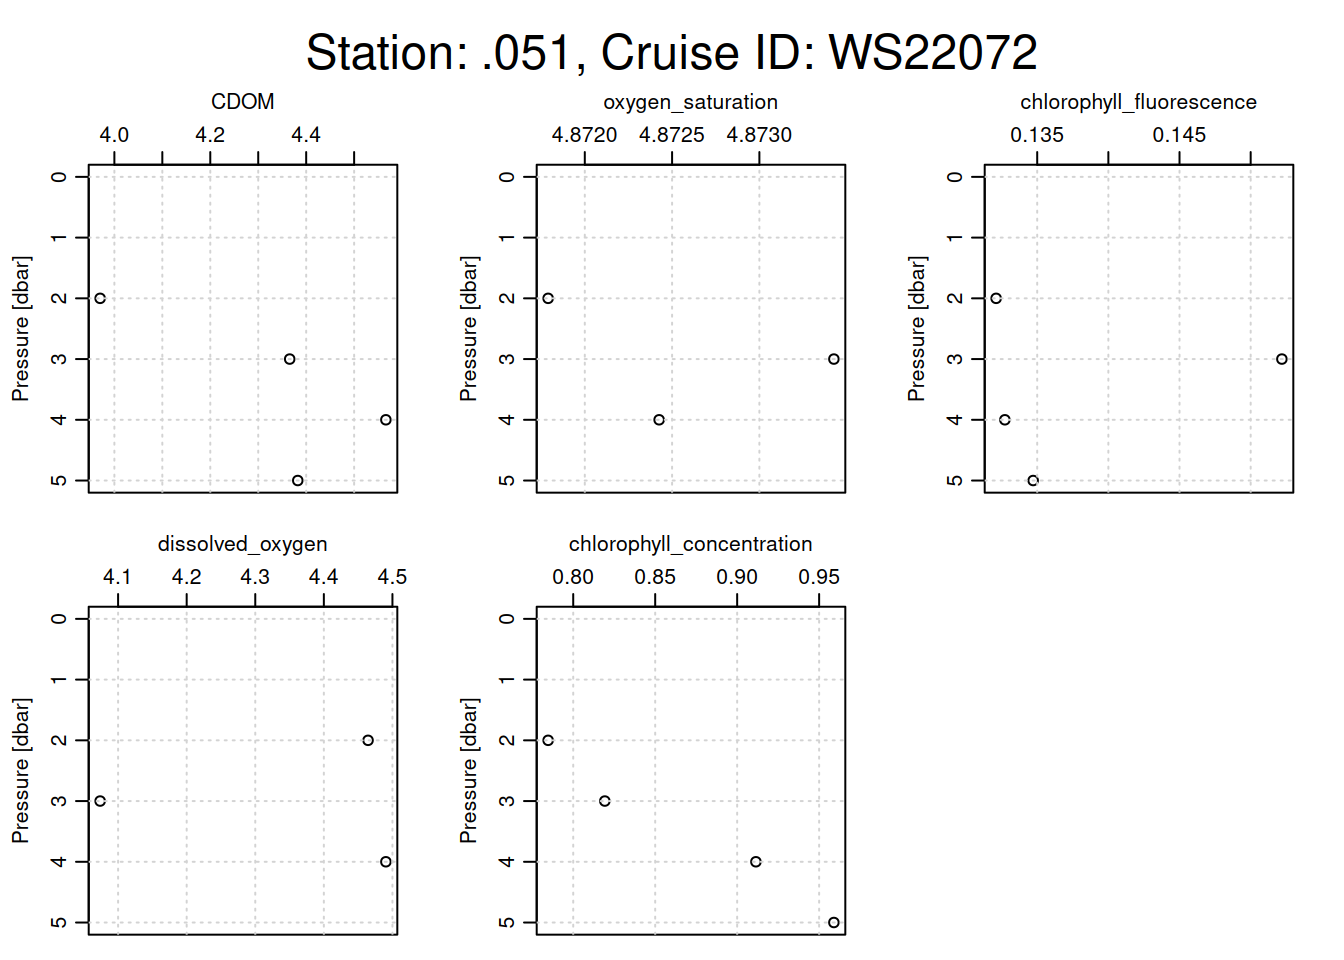 Station: .051, Cruise ID: WS22072
CDOM
4.0 4.2 4.4
0
1
2
3
4
5
Pressure [dbar]
oxygen_saturation
4.8720 4.8725 4.8730
0
1
2
3
4
5
Pressure [dbar]
chlorophyll_fluorescence
0.135 0.145
0
1
2
3
4
5
Pressure [dbar]
dissolved_oxygen
4.1 4.2 4.3 4.4 4.5
0
1
2
3
4
5
Pressure [dbar]
chlorophyll_concentration
0.80 0.85 0.90 0.95
0
1
2
3
4
5
Pressure [dbar]